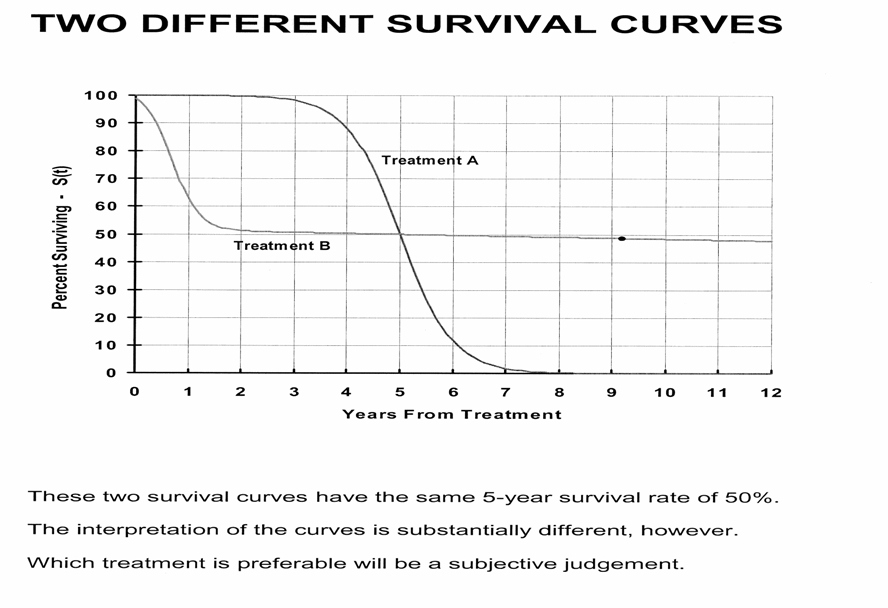 TWO DIFFERENT SURVIVAL CURVES
100
90
80
70
60
50
40
30
20
10
0
Percent Surviving - S(t)
Treatment A
Treatment B
0 1 2 3 4 5 6 7 8 9 10 11 12
Years From Treatment
These two survival curves have the same 5-year survival rate of 50%.
The interpretation of the curves is substantially different, however.
Which treatment is preferable will be a subjective judgement.